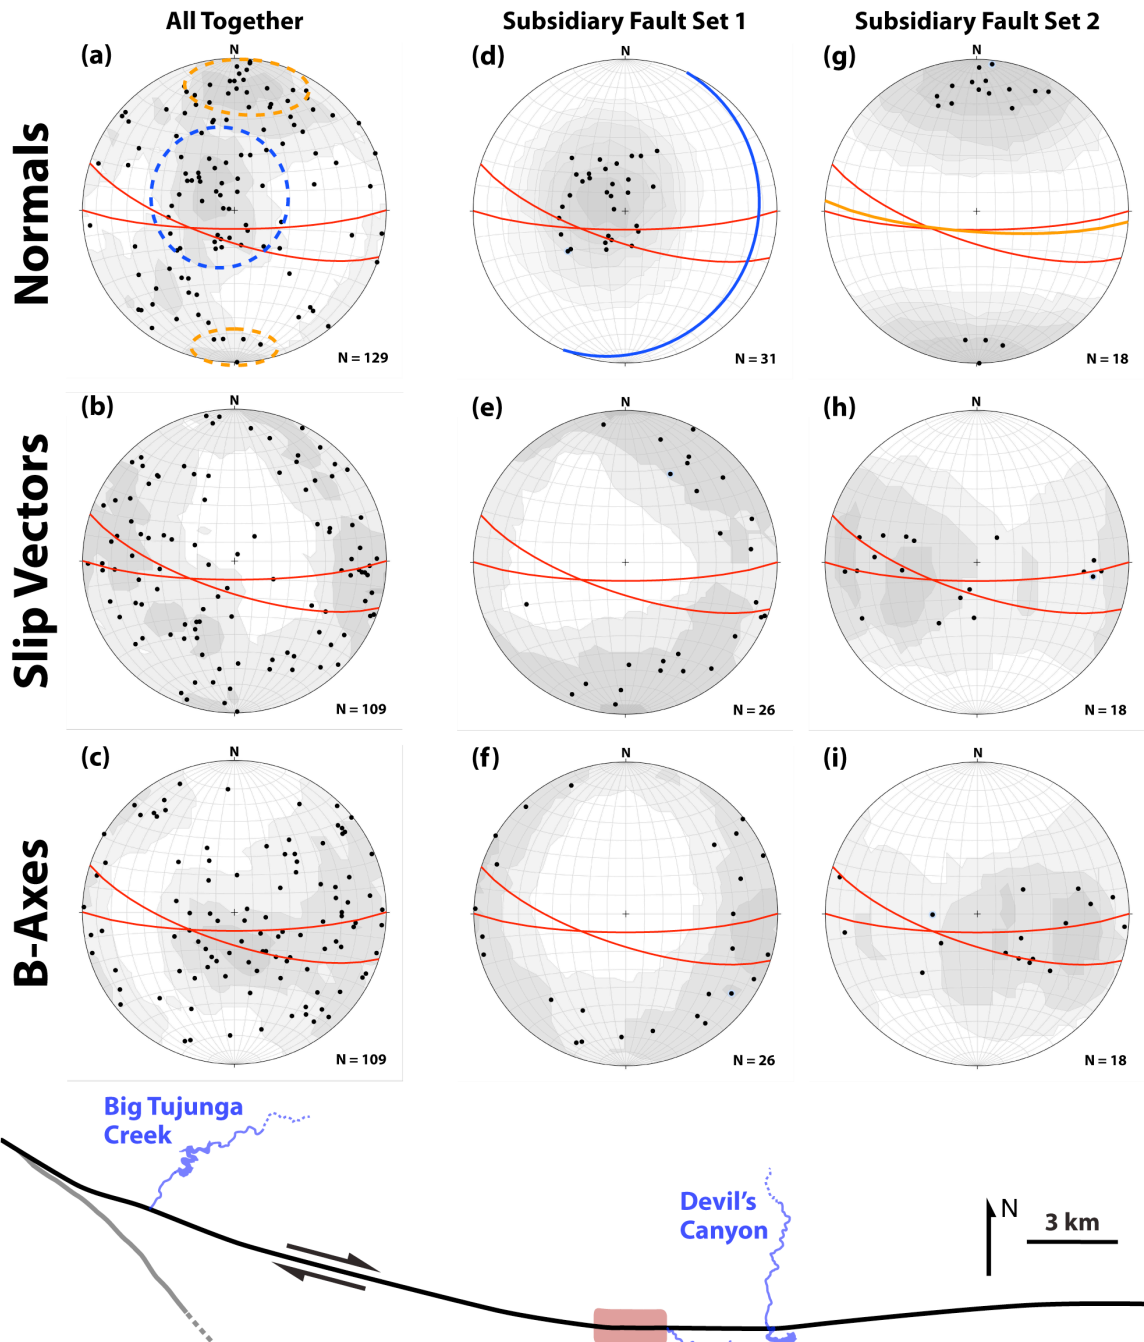 All Together
Subsidiary Fault Set 1
Subsidiary Fault Set 2
Normals
(a)
N
N = 129
(d)
N
N = 31
(g)
N
N = 18
Slip Vectors
(b)
N
N = 109
(e)
N
N = 26
(h)
N
N = 18
B-Axes
(c)
N
N = 109
(f)
N
N = 26
(i)
N
N = 18
Big Tujunga
Creek
Devil's
Canyon
N
3 km